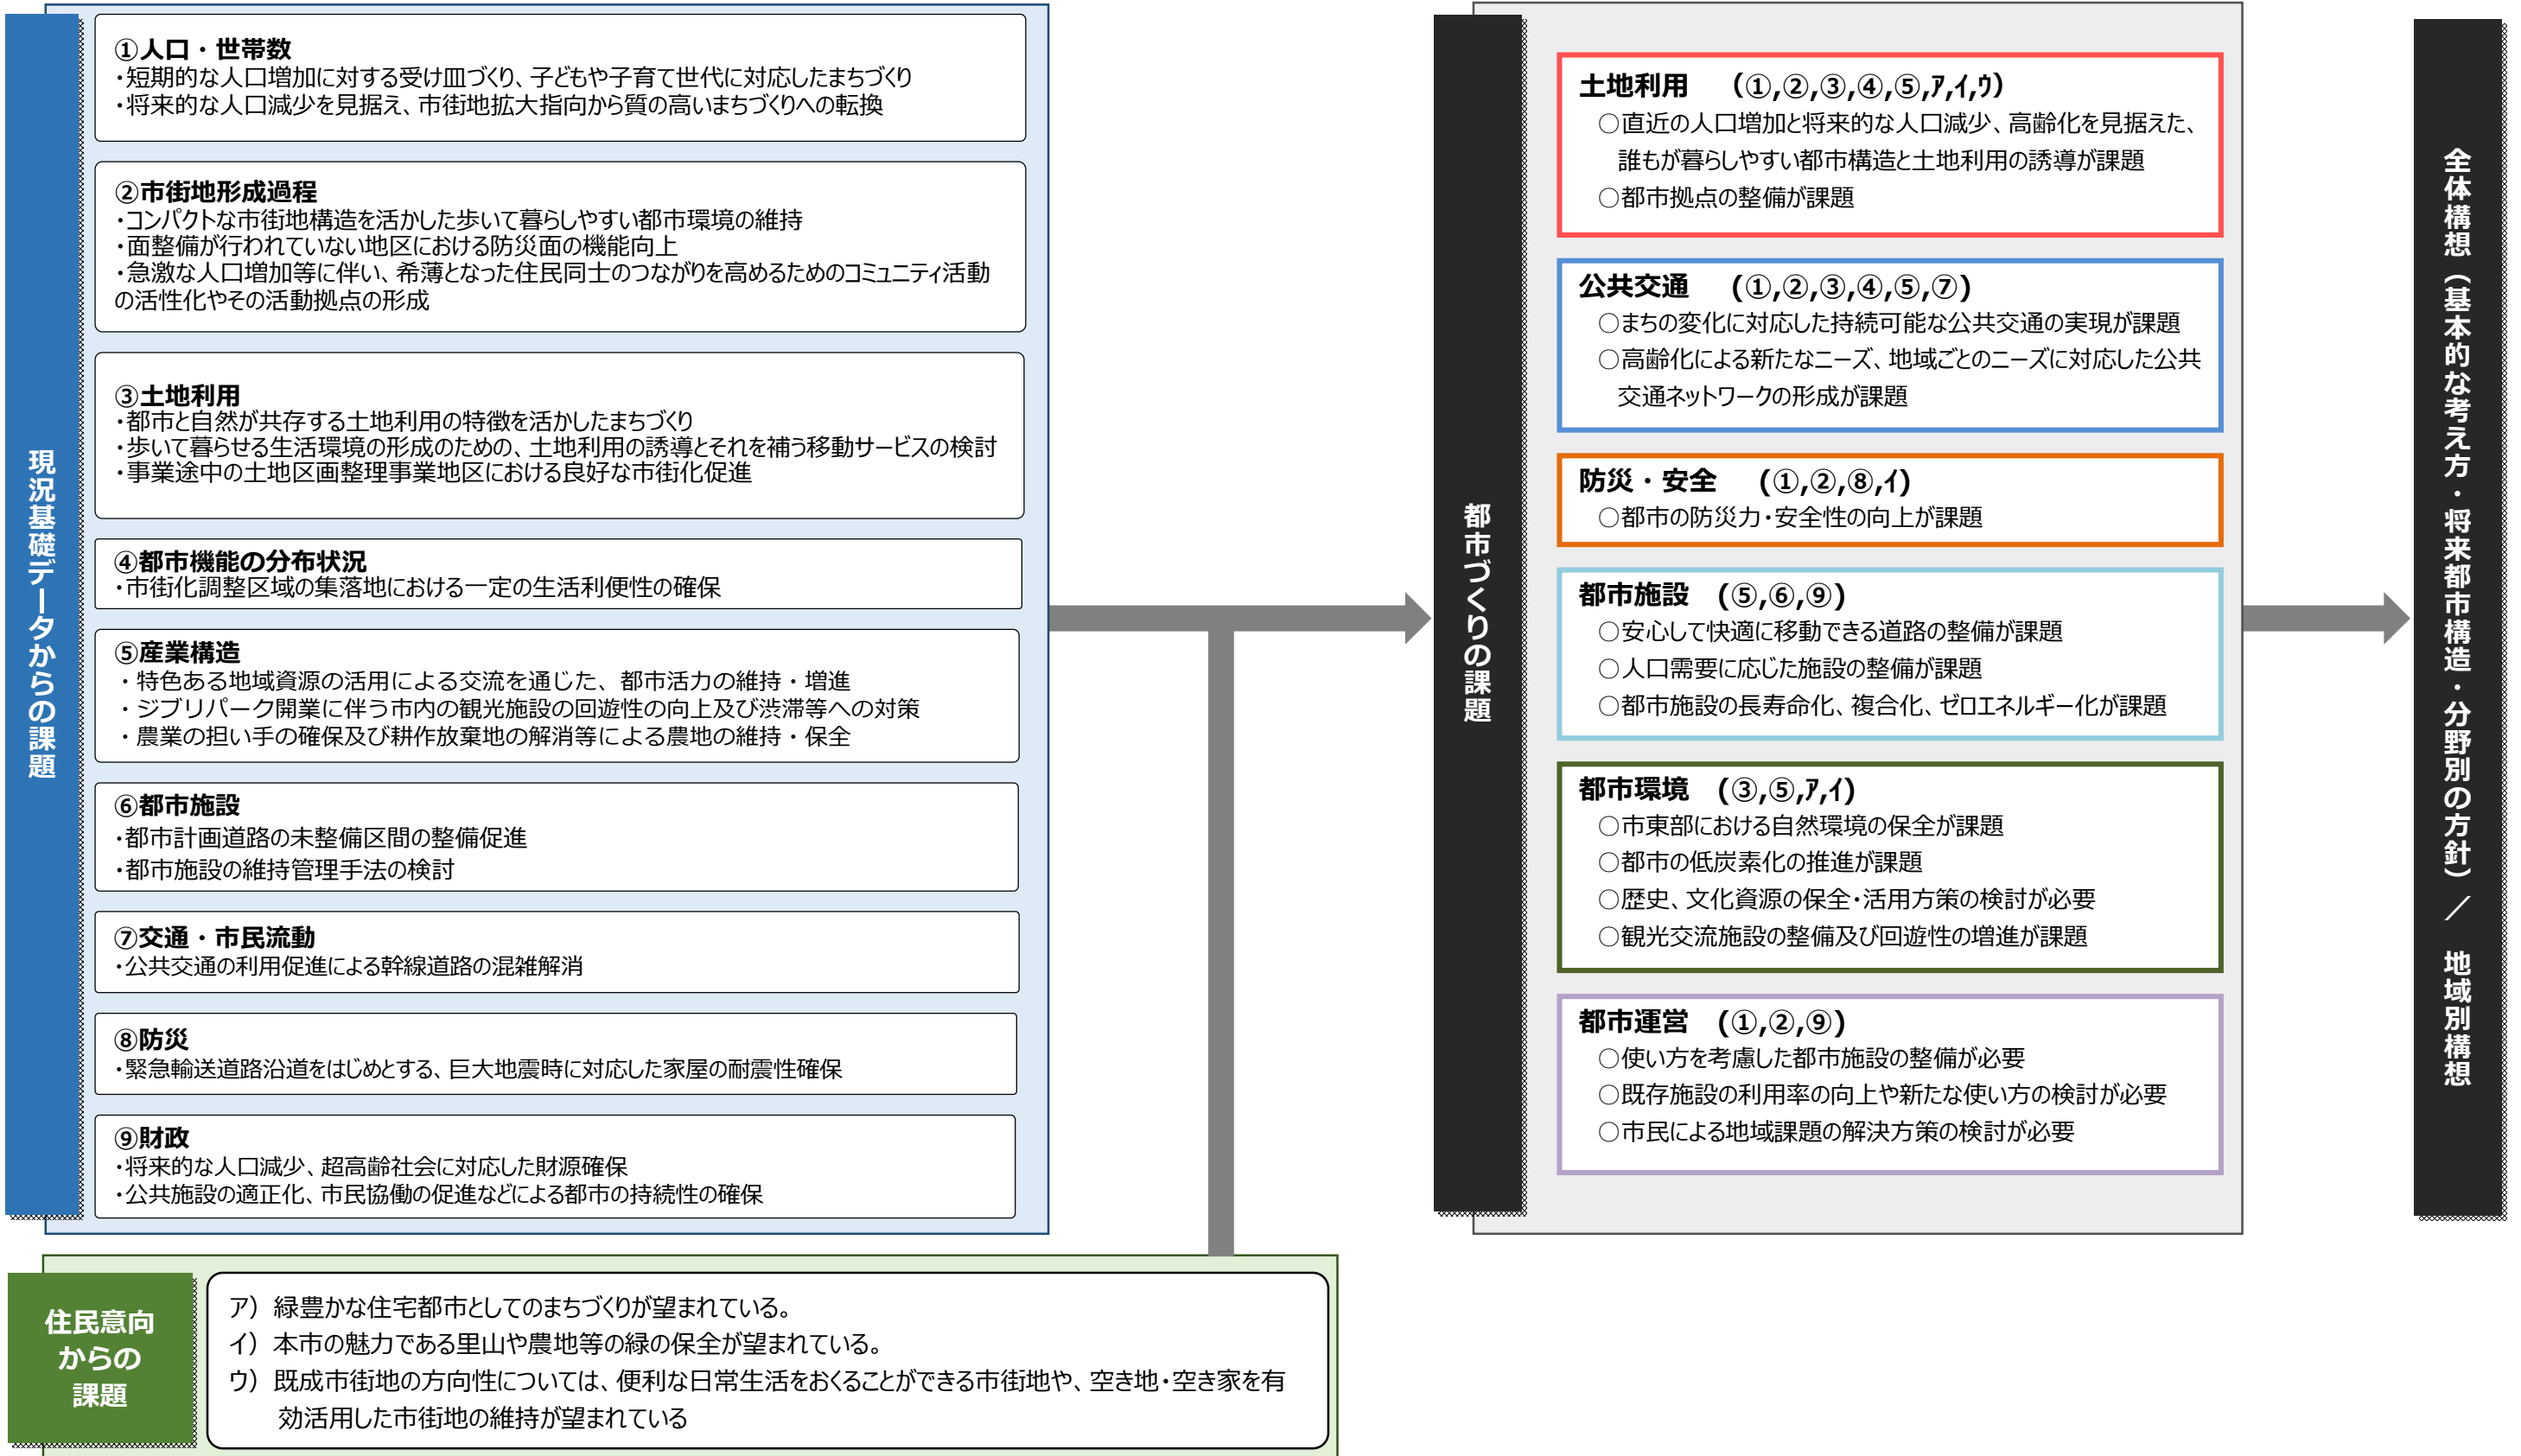 現況基礎データからの課題
①人口・世帯数
・短期的な人口増加に対する受け皿づくり、子どもや子育て世代に対応したまちづくり
・将来的な人口減少を見据え、市街地拡大指向から質の高いまちづくりへの転換
②市街地形成過程
・コンパクトな市街地構造を活かした歩いて暮らしやすい都市環境の維持
・面整備が行われていない地区における防災面の機能向上
・急激な人口増加等に伴い、希薄となった住民同士のつながりを高めるためのコミュニティ活動
の活性化やその活動拠点の形成
③土地利用
・都市と自然が共存する土地利用の特徴を活かしたまちづくり
・歩いて暮らせる生活環境の形成のための、土地利用の誘導とそれを補う移動サービスの検討
・事業途中の土地区画整理事業地区における良好な市街化促進
④都市機能の分布状況
・市街化調整区域の集落地における一定の生活利便性の確保
⑤産業構造
・特色ある地域資源の活用による交流を通じた、都市活力の維持・増進
・ジブリパーク開業に伴う市内の観光施設の回遊性の向上及び渋滞等への対策
・農業の担い手の確保及び耕作放棄地の解消等による農地の維持・保全
⑥都市施設
・都市計画道路の未整備区間の整備促進
・都市施設の維持管理手法の検討
⑦交通・市民流動
・公共交通の利用促進による幹線道路の混雑解消
⑧防災
・緊急輸送道路沿道をはじめとする、巨大地震時に対応した家屋の耐震性確保
⑨財政
・将来的な人口減少、超高齢社会に対応した財源確保
・公共施設の適正化、市民協働の促進などによる都市の持続性の確保
住民意向
からの
課題
ア）緑豊かな住宅都市としてのまちづくりが望まれている。
イ）本市の魅力である里山や農地等の緑の保全が望まれている。
ウ）既成市街地の方向性については、便利な日常生活をおくることができる市街地や、空き地・空き家を有
効活用した市街地の維持が望まれている
都市づくりの課題
土地利用　（①,②,③,④,⑤,ｱ,ｲ,ｳ）
○直近の人口増加と将来的な人口減少、高齢化を見据えた、
誰もが暮らしやすい都市構造と土地利用の誘導が課題
○都市拠点の整備が課題
公共交通　(①,②,③,④,⑤,⑦)
○まちの変化に対応した持続可能な公共交通の実現が課題
○高齢化による新たなニーズ、地域ごとのニーズに対応した公共
交通ネットワークの形成が課題
防災・安全　(①,②,⑧,ｲ)
○都市の防災力・安全性の向上が課題
都市施設　(⑤,⑥,⑨)
○安心して快適に移動できる道路の整備が課題
○人口需要に応じた施設の整備が課題
○都市施設の長寿命化、複合化、ゼロエネルギー化が課題
都市環境　(③,⑤,ｱ,ｲ)
○市東部における自然環境の保全が課題
○都市の低炭素化の推進が課題
○歴史、文化資源の保全・活用方策の検討が必要
○観光交流施設の整備及び回遊性の増進が課題
都市運営　(①,②,⑨)
○使い方を考慮した都市施設の整備が必要
○既存施設の利用率の向上や新たな使い方の検討が必要
○市民による地域課題の解決方策の検討が必要
全体構想（基本的な考え方・将来都市構造・分野別の方針）／　地域別構想